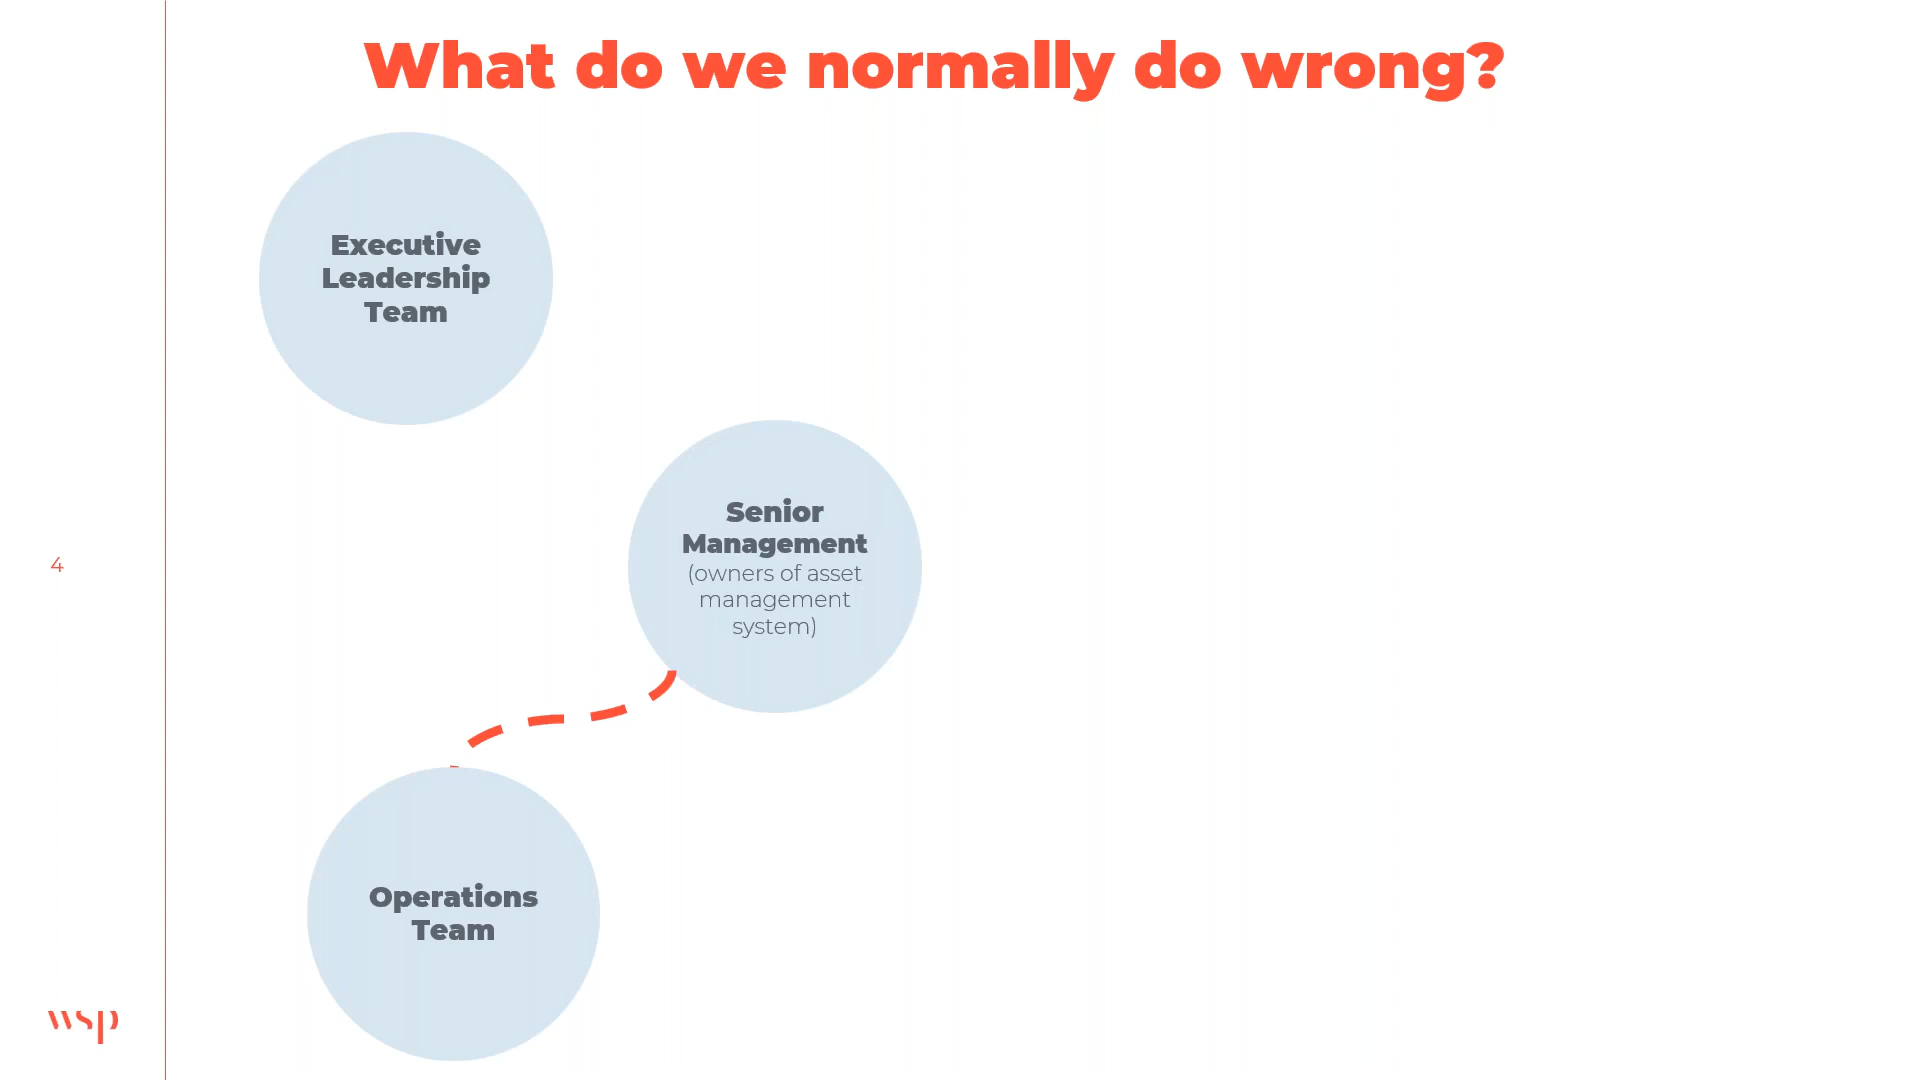 What do we normally do wrong?
Executive
Leadership
Team
Senior
Management
(owners of asset
management
system)
4
Operations
Team
wsp